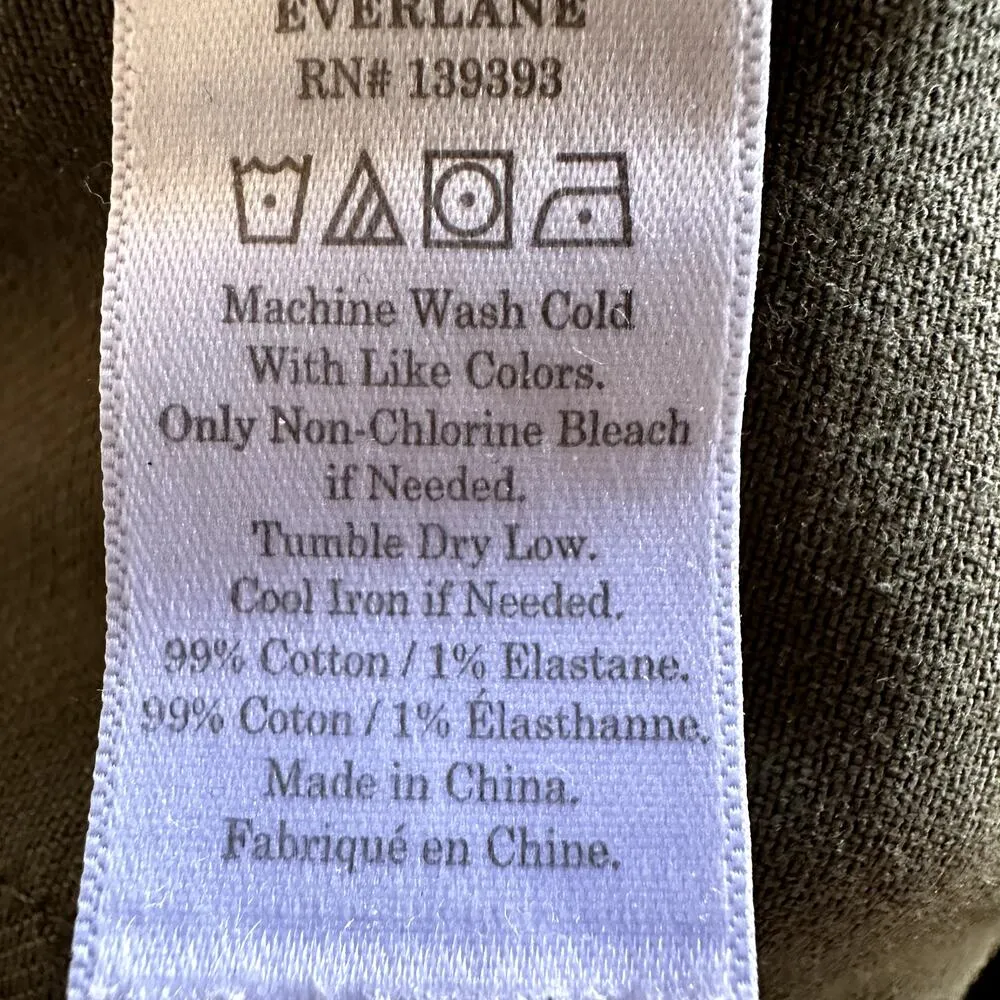 EVERLANE
RN# 139393
Machine Wash Cold
With Like Colors.
Only Non-Chlorine Bleach
if Needed.
Tumble Dry Low.
Cool Iron if Needed.
99% Cotton / 1% Elastane.
99% Coton / 1% Élasthanne.
Made in China.
Fabriqué en Chine.